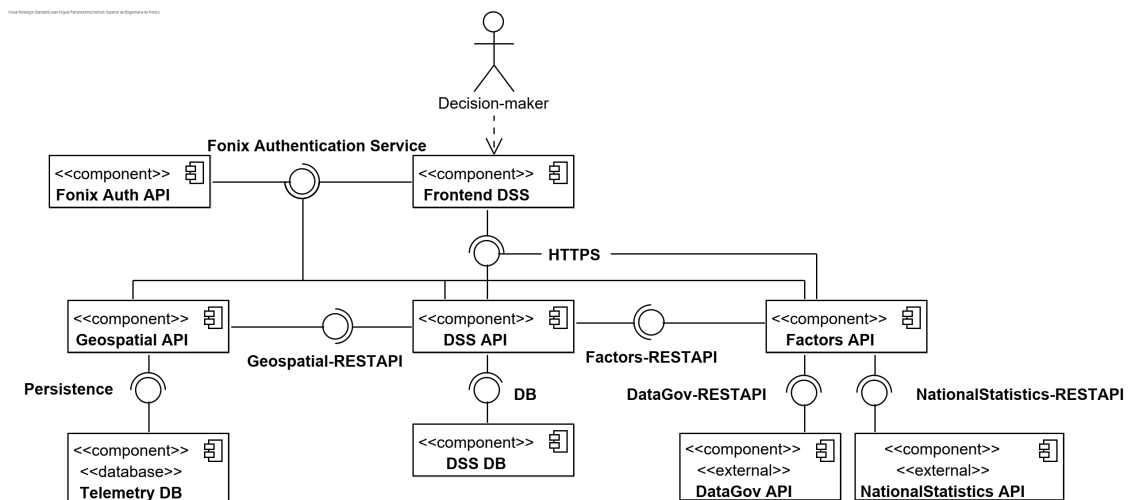 Decision-maker
Fonix Authentication Service
<<component>>
Fonix Auth API
<<component>>
Frontend DSS
HTTPS
<<component>>
Geospatial API
<<component>>
DSS API
<<component>>
Factors API
Geospatial-RESTAPI
Factors-RESTAPI
Persistence
DB
DataGov-RESTAPI
NationalStatistics-RESTAPI
<<component>>
<<database>>
Telemetry DB
<<component>>
DSS DB
<<component>>
<<external>>
DataGov API
<<component>>
<<external>>
NationalStatistics API